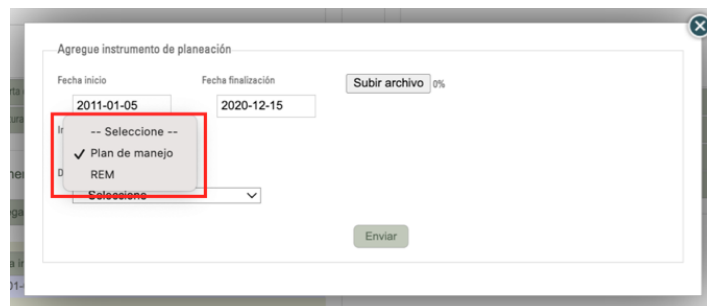 Agregue instrumento de planeación
Fecha inicio
Fecha finalización
Subir archivo 0%
2011-01-05
2020-12-15
-- Seleccione --
✓ Plan de manejo
REM
Seleccione
Enviar